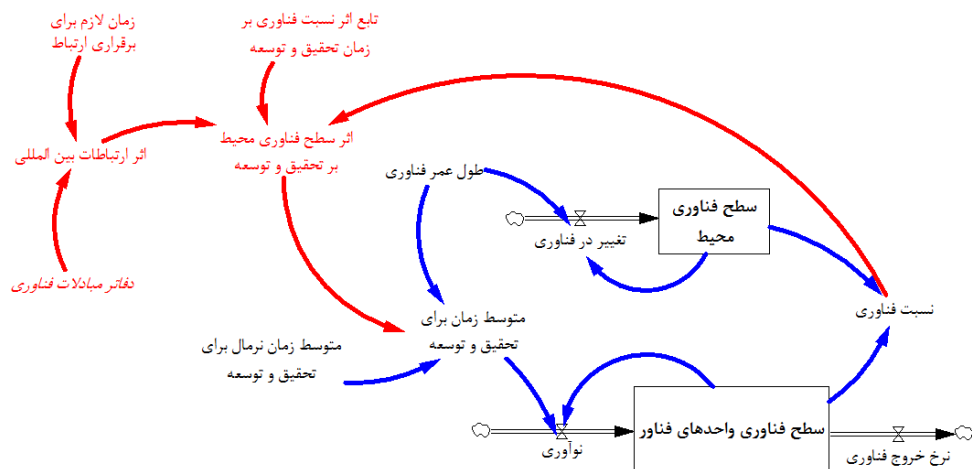 زمان لازم برای
برقراری ارتباط
تابع اثر نسبت فناوری بر
زمان تحقیق و توسعه
اثر ارتباطات بین المللی
اثر سطح فناوری محیط
بر تحقیق و توسعه
دفاتر مبادلات فناوری
طول عمر فناوری
تغییر در فناوری
سطح فناوری
محیط
نسبت فناوری
متوسط زمان برای
تحقیق و توسعه
متوسط زمان نرمال برای
تحقیق و توسعه
نوآوری
سطح فناوری واحدهای فناور
نرخ خروج فناوری